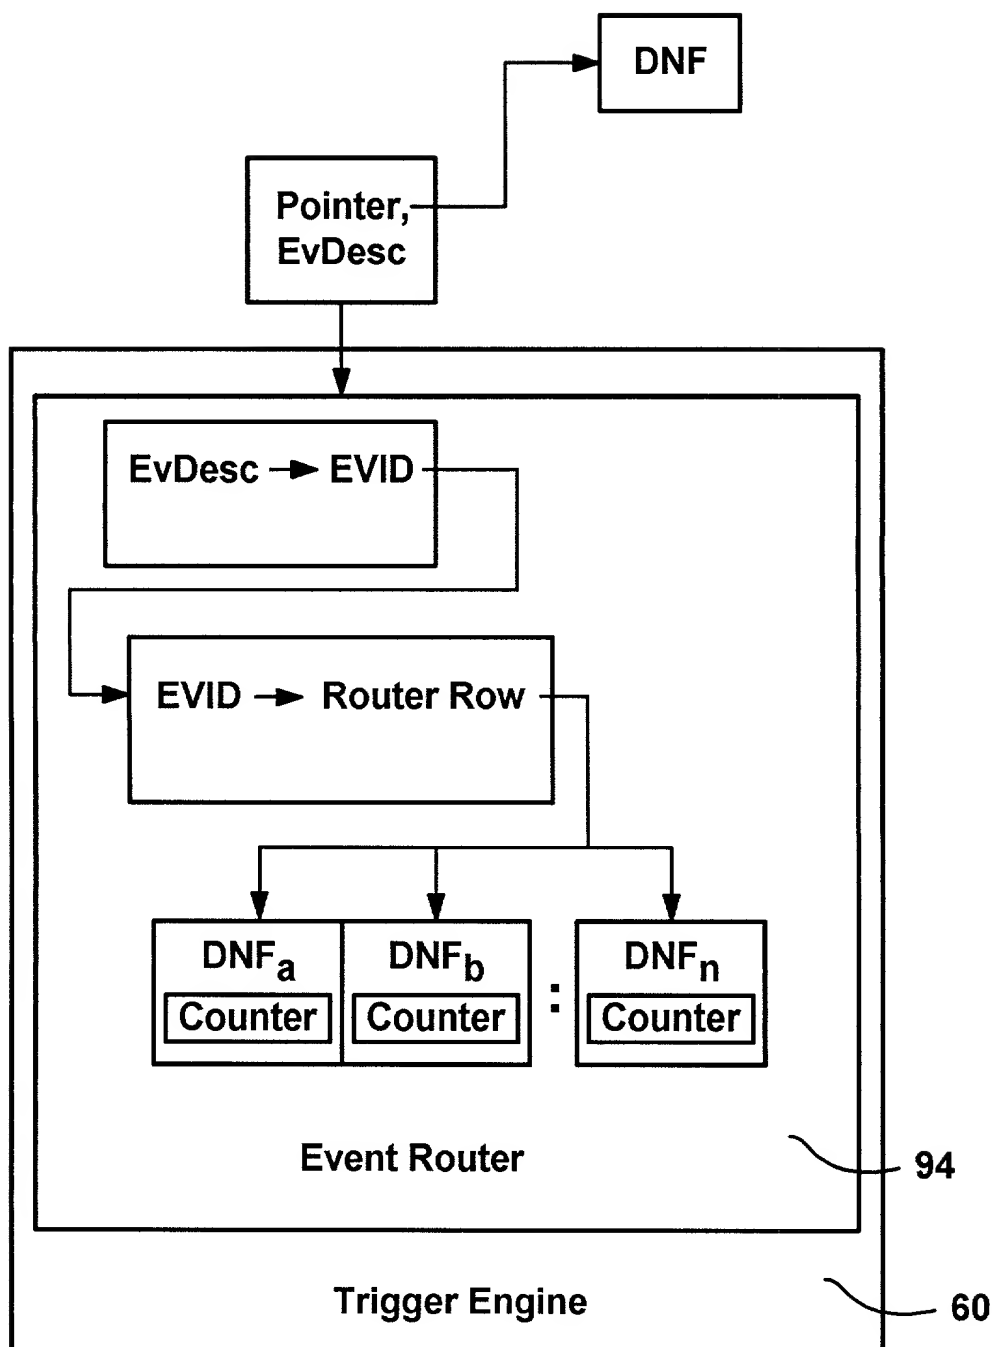 DNF
Pointer,
EvDesc
EvDesc → EVID
EVID → Router Row
DNFa DNFb : DNFn
Counter Counter Counter
Event Router
94
Trigger Engine
60